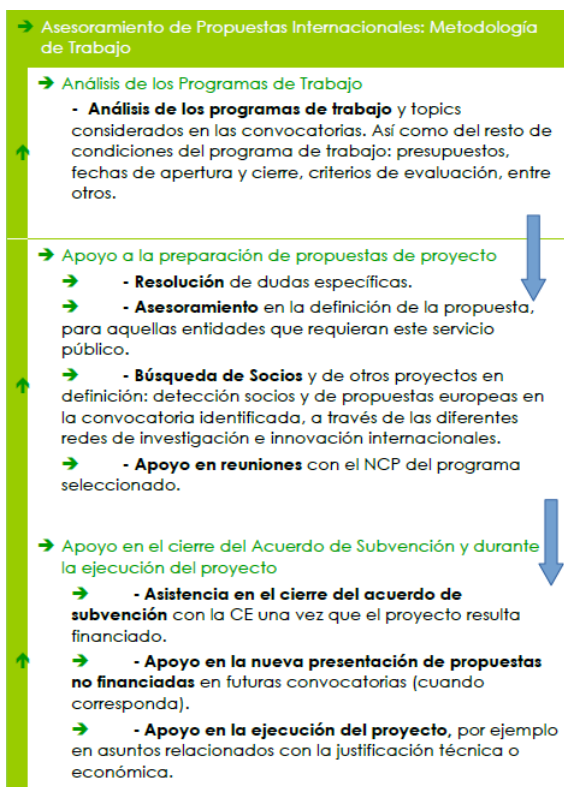 Asesoramiento de Propuestas Internacionales: Metodología
de Trabajo
Análisis de los Programas de Trabajo
- Análisis de los programas de trabajo y topics
considerados en las convocatorias. Así como del resto de
condiciones del programa de trabajo: presupuestos,
fechas de apertura y cierre, criterios de evaluación, entre
otros.
Apoyo a la preparación de propuestas de proyecto
- Resolución de dudas específicas.
- Asesoramiento en la definición de la propuesta,
para aquellas entidades que requieran este servicio
público.
- Búsqueda de Socios y de otros proyectos en
definición: detección socios y de propuestas europeas en
la convocatoria identificada, a través de las diferentes
redes de investigación e innovación internacionales.
- Apoyo en reuniones con el NCP del programa
seleccionado.
Apoyo en el cierre del Acuerdo de Subvención y durante
la ejecución del proyecto
- Asistencia en el cierre del acuerdo de
subvención con la CE una vez que el proyecto resulta
financiado.
- Apoyo en la nueva presentación de propuestas
no financiadas en futuras convocatorias (cuando
corresponda).
- Apoyo en la ejecución del proyecto, por ejemplo
en asuntos relacionados con la justificación técnica o
económica.